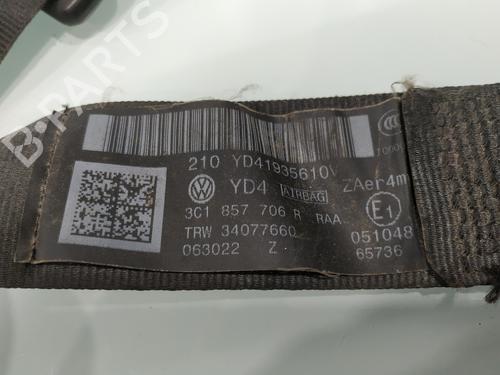 B-Parts
210 YD41935610V
YD4 AIRBAG ZAer4m
3C1 857 706 R RAA
E1
TRW 34077660 051048
063022 Z 65736